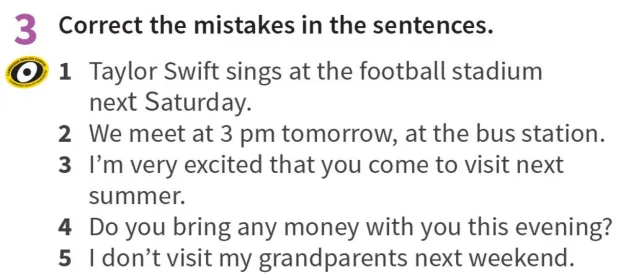 3 Correct the mistakes in the sentences.
1 Taylor Swift sings at the football stadium
next Saturday.
2 We meet at 3 pm tomorrow, at the bus station.
3 I'm very excited that you come to visit next
summer.
4 Do you bring any money with you this evening?
5 I don't visit my grandparents next weekend.